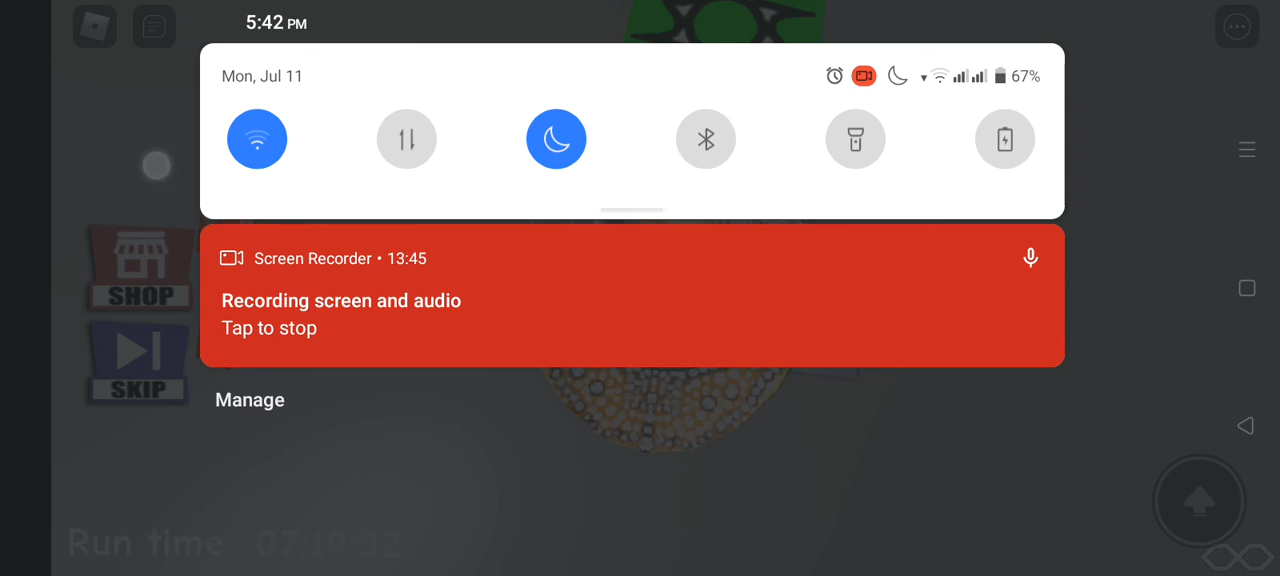 5:42 PM
Mon, Jul 11
67%
Screen Recorder • 13:45
Recording screen and audio
Tap to stop
SHOP
SKIP
Manage
Run time 07:19:32